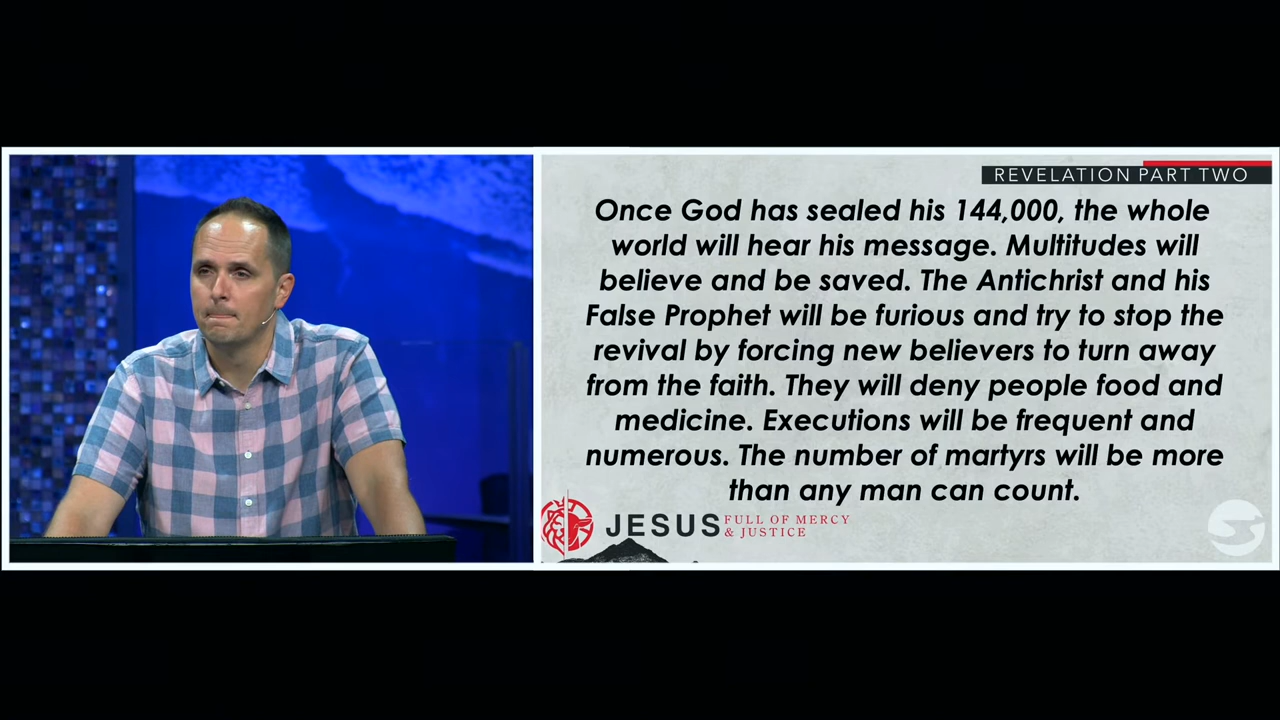 REVELATION PART TWO
Once God has sealed his 144,000, the whole
world will hear his message. Multitudes will
believe and be saved. The Antichrist and his
False Prophet will be furious and try to stop the
revival by forcing new believers to turn away
from the faith. They will deny people food and
medicine. Executions will be frequent and
numerous. The number of martyrs will be more
than any man can count.
JESUS FULL OF MERCY
& JUSTICE